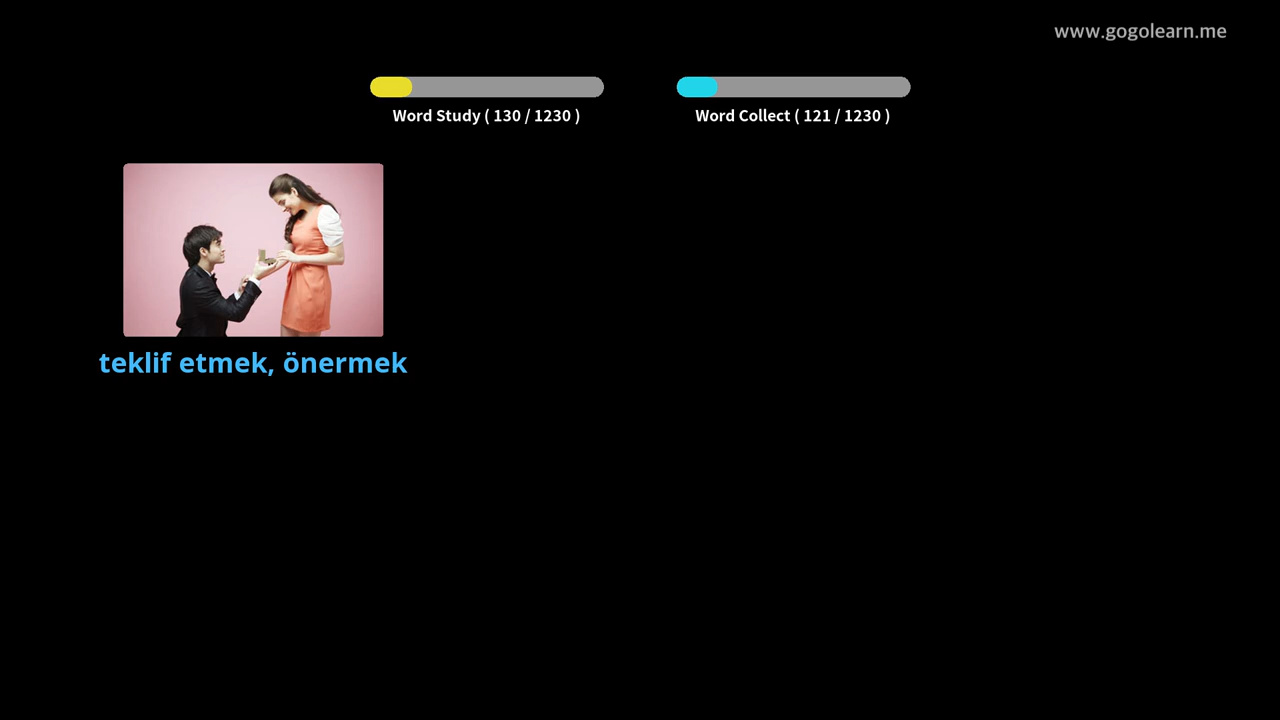 www.gogolearn.me
Word Study ( 130 / 1230 )
Word Collect ( 121 / 1230 )
teklif etmek, önermek